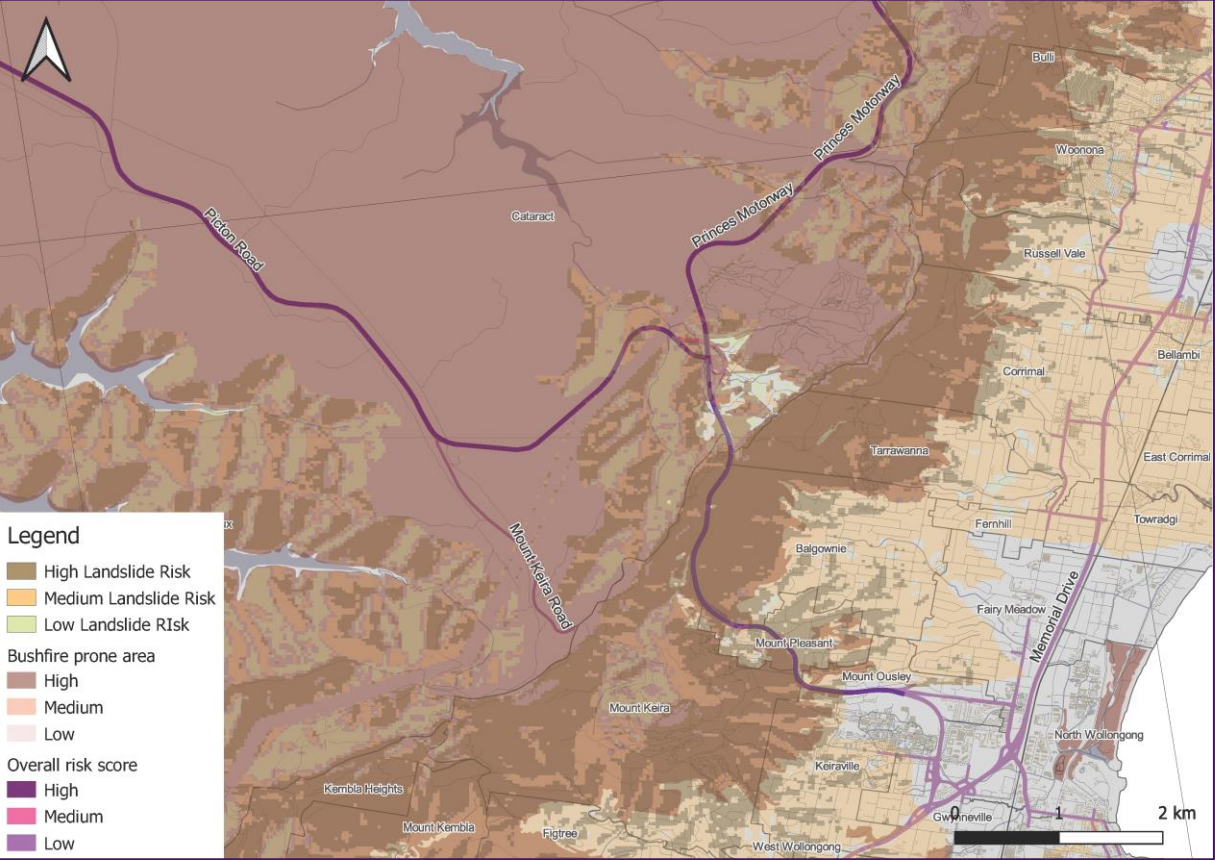 Bulli
Princes Motorway
Woonona
Princes Motorway
Cataract
Picton Road
Russell Vale
Bellambi
Corrimal
Tarrawanna
East Corrimal
Towradgi
Fernhill
ux
Balgownie
Mount Keira Road
Fairy Meadow
Memorial Drive
Mount Pleasant
Mount Ousley
Mount Keira
North Wollongong
Keiraville
Kembla Heights
Gwynneville
Mount Kembla
Figtree
West Wollongong
Legend
High Landslide Risk
Medium Landslide Risk
Low Landslide RIsk
Bushfire prone area
High
Medium
Low
Overall risk score
High
Medium
Low
0 1 2 km